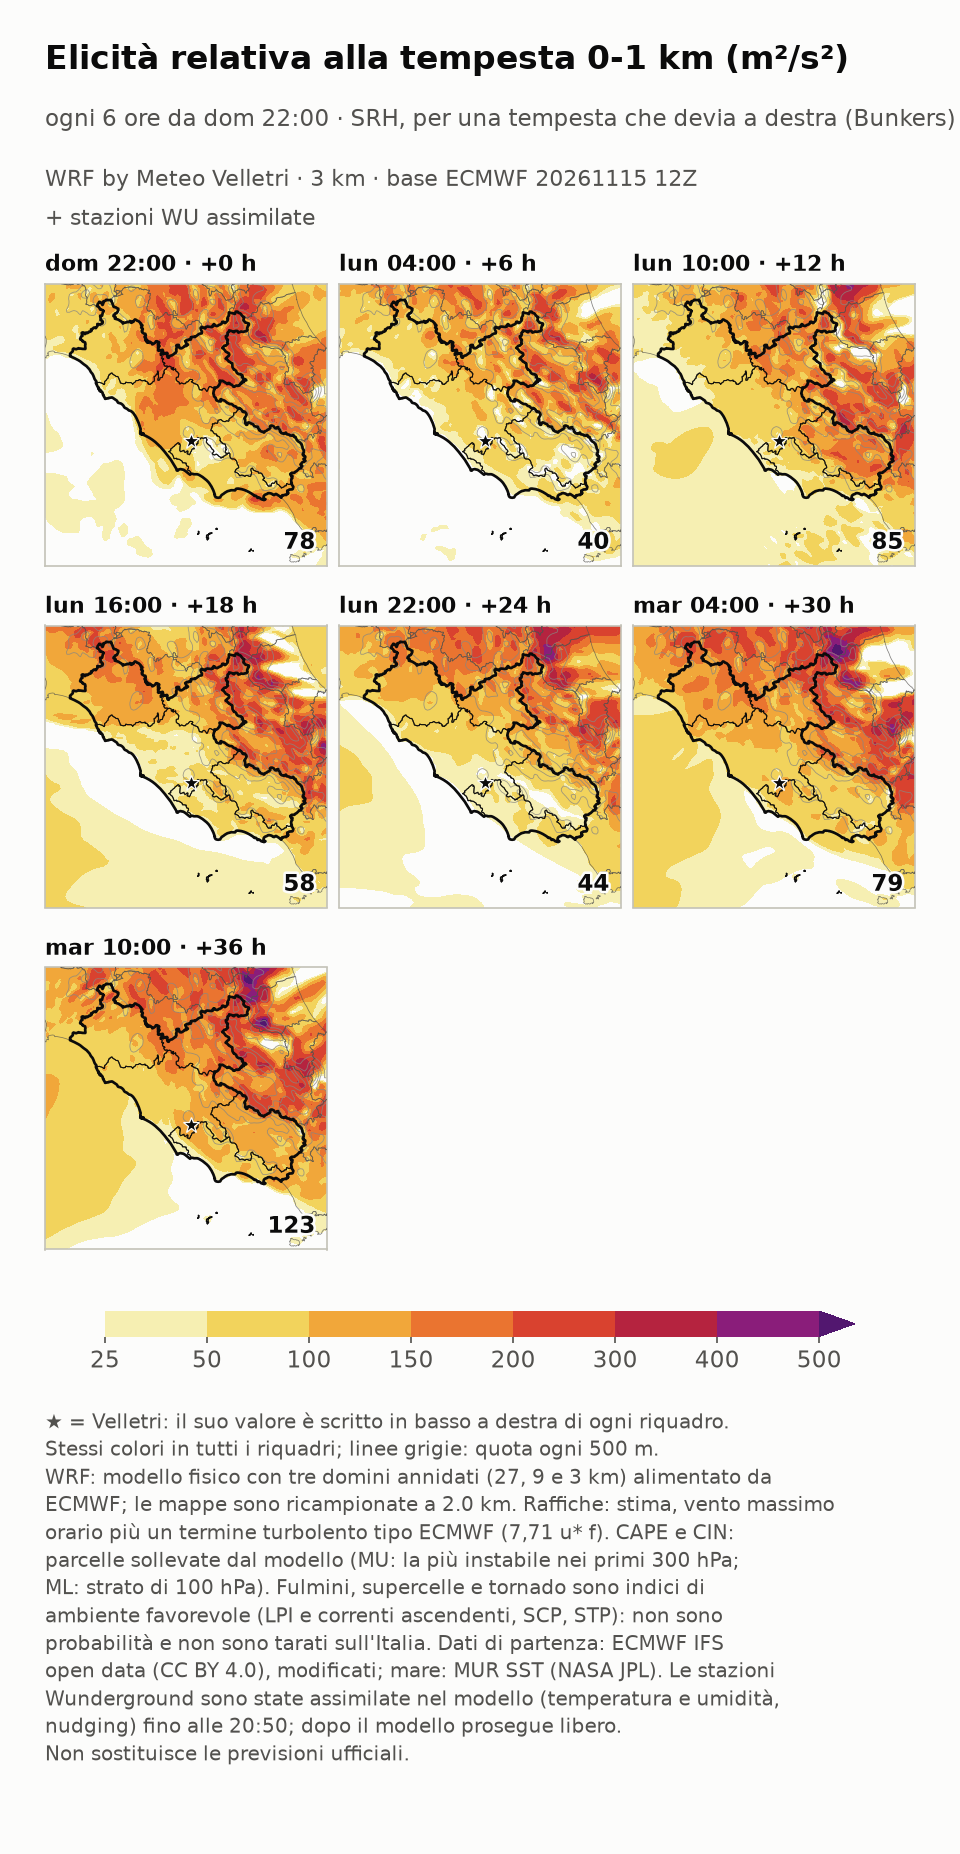 Elicità relativa alla tempesta 0-1 km (m²/s²)
ogni 6 ore da dom 22:00 · SRH, per una tempesta che devia a destra (Bunkers)
WRF by Meteo Velletri · 3 km · base ECMWF 20261115 12Z
+ stazioni WU assimilate
dom 22:00 · +0 h
lun 04:00 · +6 h
lun 10:00 · +12 h
78
40
85
lun 16:00 · +18 h
lun 22:00 · +24 h
mar 04:00 · +30 h
58
44
79
mar 10:00 · +36 h
123
25 50 100 150 200 300 400 500
★ = Velletri: il suo valore è scritto in basso a destra di ogni riquadro.
Stessi colori in tutti i riquadri; linee grigie: quota ogni 500 m.
WRF: modello fisico con tre domini annidati (27, 9 e 3 km) alimentato da
ECMWF; le mappe sono ricampionate a 2.0 km. Raffiche: stima, vento massimo
orario più un termine turbolento tipo ECMWF (7,71 u* f). CAPE e CIN:
parcelle sollevate dal modello (MU: la più instabile nei primi 300 hPa;
ML: strato di 100 hPa). Fulmini, supercelle e tornado sono indici di
ambiente favorevole (LPI e correnti ascendenti, SCP, STP): non sono
probabilità e non sono tarati sull'Italia. Dati di partenza: ECMWF IFS
open data (CC BY 4.0), modificati; mare: MUR SST (NASA JPL). Le stazioni
Wunderground sono state assimilate nel modello (temperatura e umidità,
nudging) fino alle 20:50; dopo il modello prosegue libero.
Non sostituisce le previsioni ufficiali.